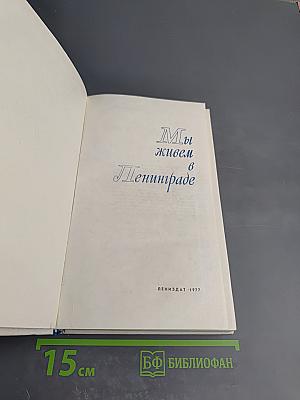 Мы
живем
в
Ленинграде
ЛЕНИЗДАТ · 1977
15 см
БФ БИБЛИОФАН